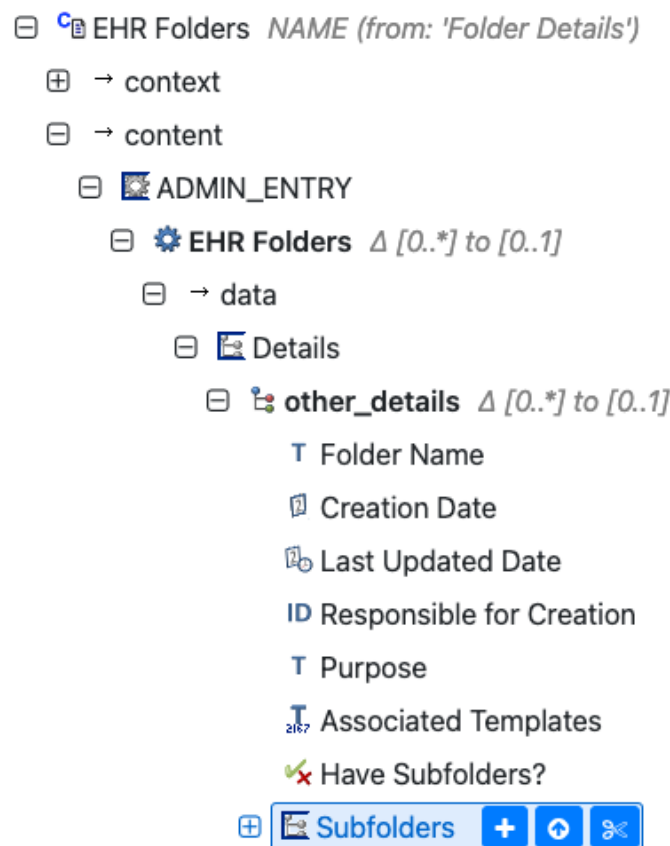 EHR Folders NAME (from: 'Folder Details')
→ context
→ content
ADMIN_ENTRY
EHR Folders Δ [0..*] to [0..1]
→ data
Details
other_details Δ [0..*] to [0..1]
T Folder Name
Creation Date
Last Updated Date
ID Responsible for Creation
T Purpose
Associated Templates
Have Subfolders?
Subfolders